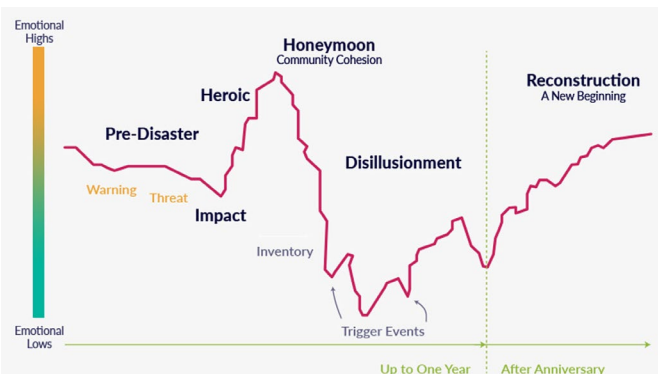 Emotional
Highs
Honeymoon
Community Cohesion
Reconstruction
A New Beginning
Heroic
Pre-Disaster
Disillusionment
Warning
Threat
Impact
Inventory
Trigger Events
Emotional
Lows
Up to One Year
After Anniversary